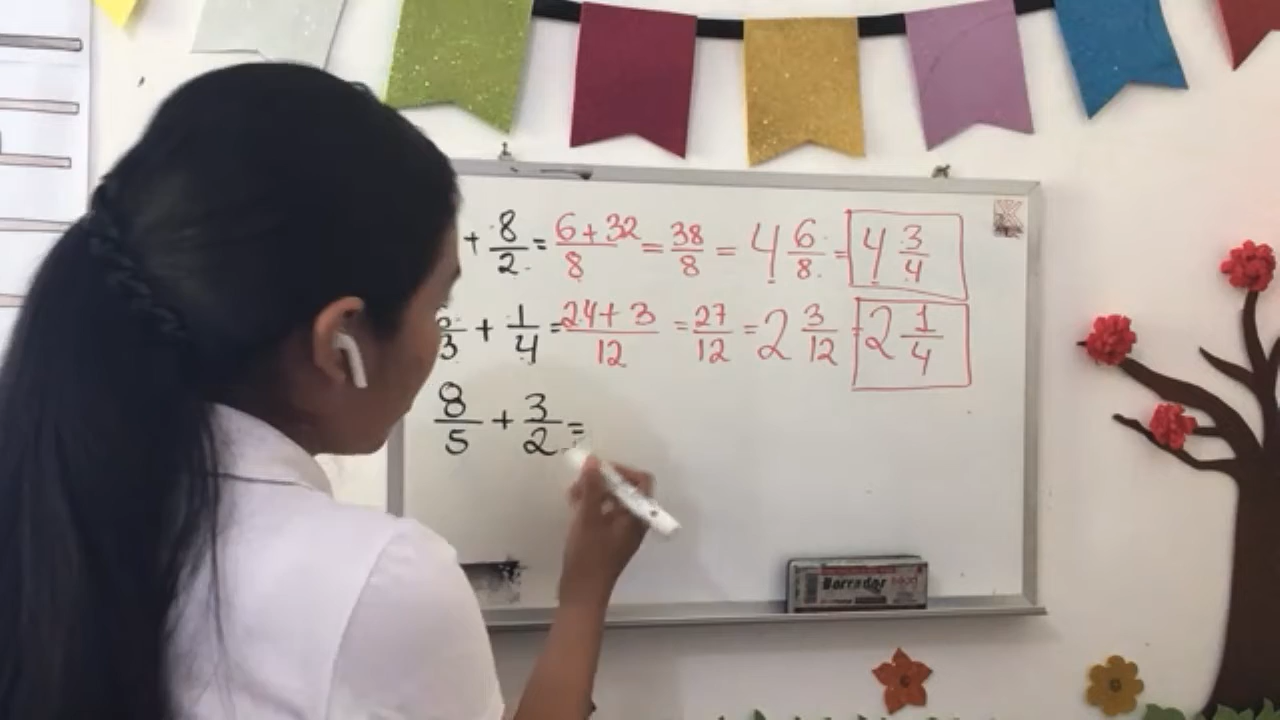 + 8/2 = 6+32/8 = 38/8 = 4 6/8 = 4 3/4
/3 + 1/4 = 24+3/12 = 27/12 = 2 3/12 = 2 1/4
8/5 + 3/2 =
Borrador